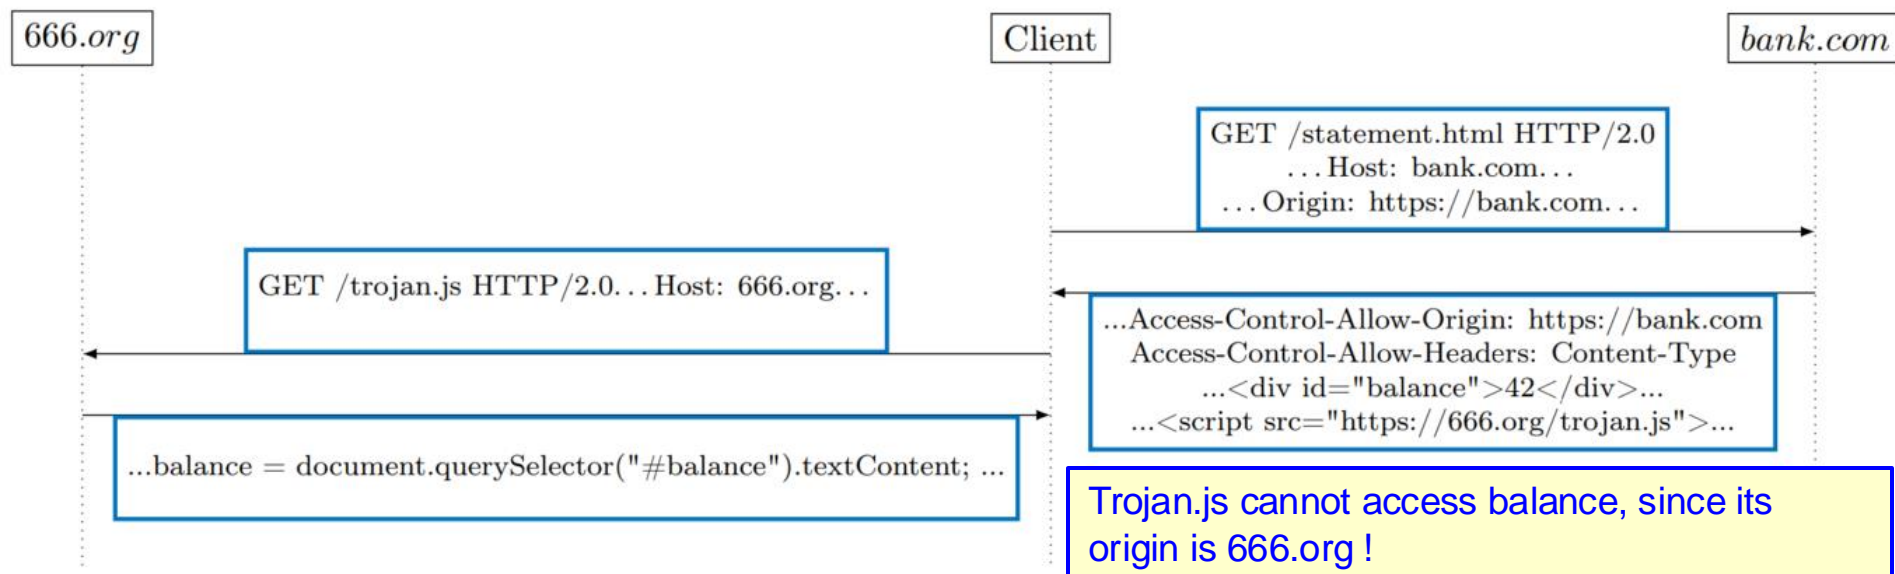 666.org
Client
bank.com
GET /statement.html HTTP/2.0
...Host: bank.com...
...Origin: https://bank.com...
GET /trojan.js HTTP/2.0...Host: 666.org...
...Access-Control-Allow-Origin: https://bank.com
Access-Control-Allow-Headers: Content-Type
...<div id="balance">42</div>...
...<script src="https://666.org/trojan.js">...
...balance = document.querySelector("#balance").textContent; ...
Trojan.js cannot access balance, since its
origin is 666.org !